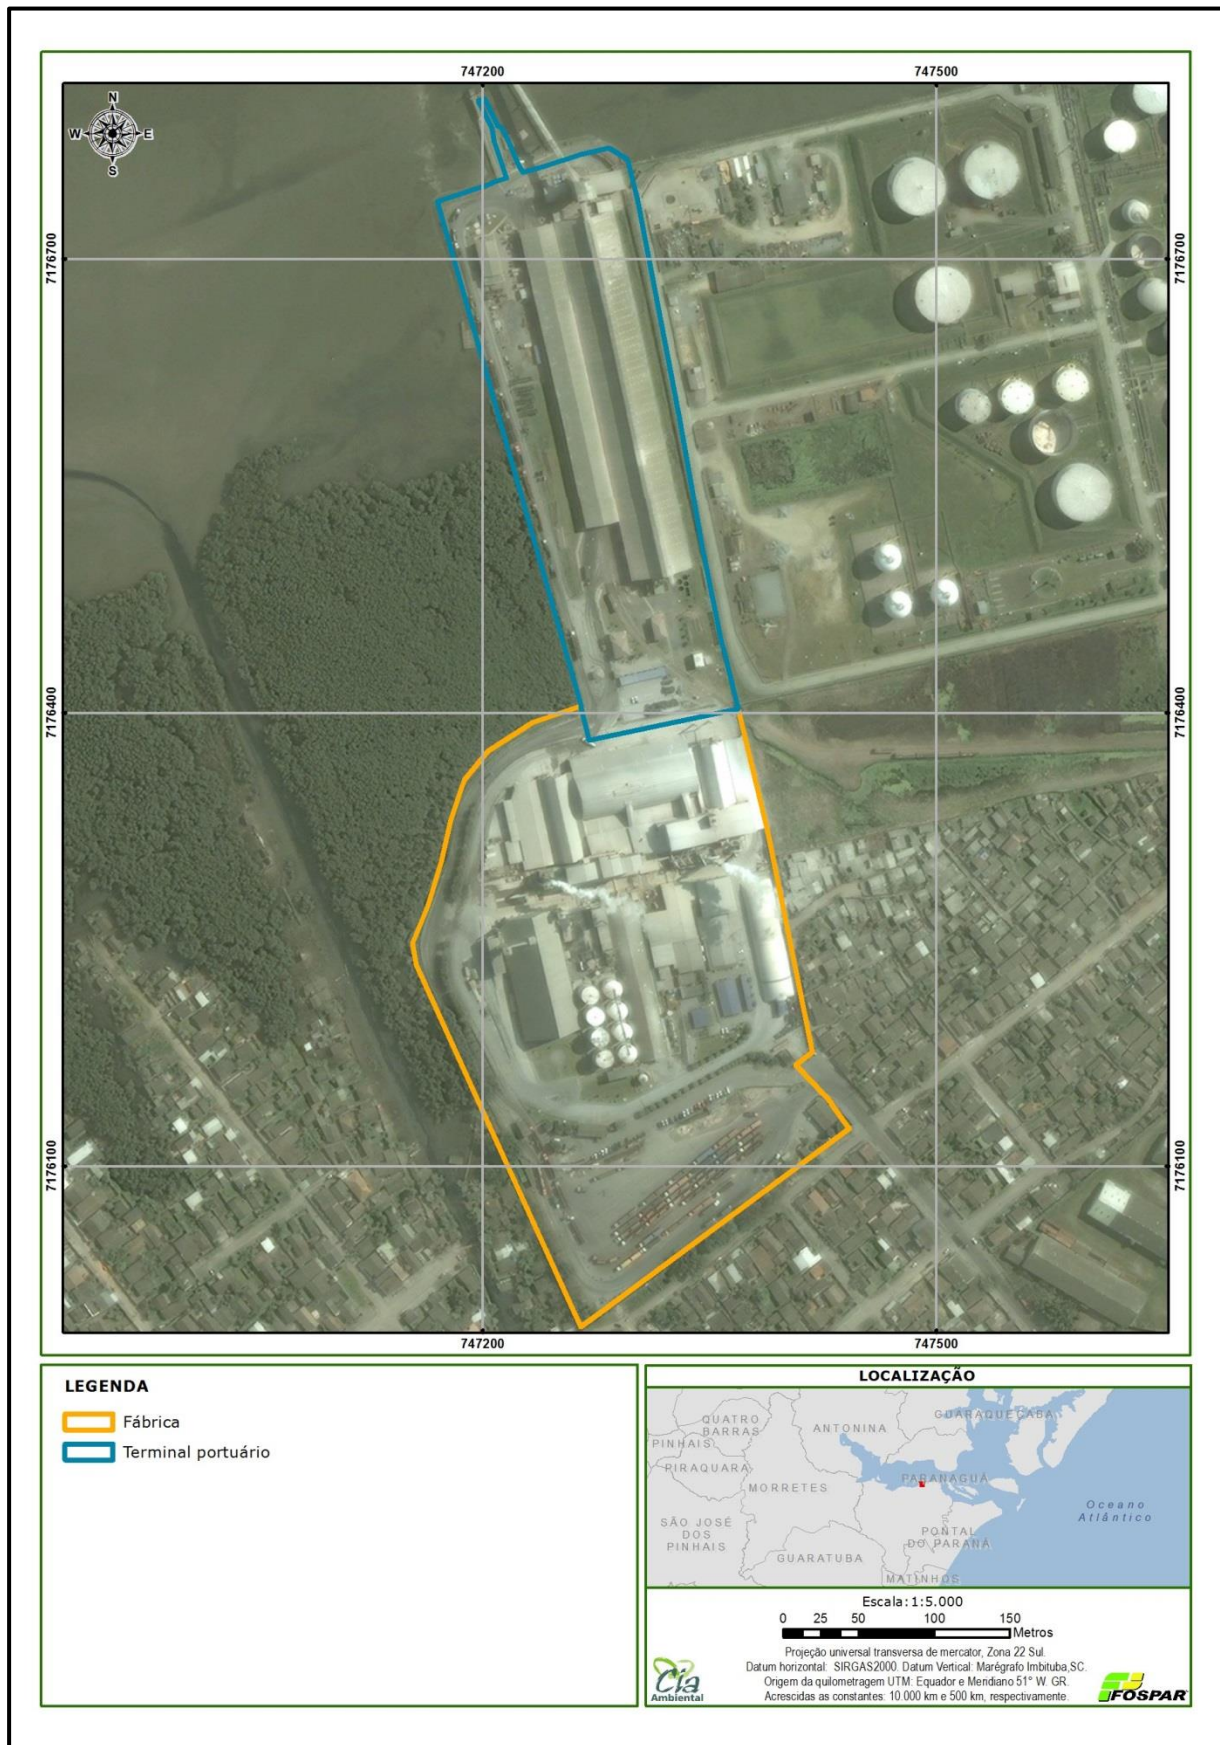 747200
747500
N
W
E
S
7176700
7176700
7176400
7176400
7176100
7176100
747200
747500
LEGENDA
Fábrica
Terminal portuário
LOCALIZAÇÃO
QUATRO
BARRAS
ANTONINA
GUARAQUEÇABA
PINHAIS
PIRAQUARA
MORRETES
PARANAGUÁ
Oceano
Atlântico
SÃO JOSÉ
DOS
PINHAIS
PONTAL
DO PARANÁ
GUARATUBA
MATINHOS
Escala:1:5.000
0 25 50 100 150
Metros
Projeção universal transversa de mercator, Zona 22 Sul.
Datum horizontal: SIRGAS2000. Datum Vertical: Marégrafo Imbituba,SC.
Origem da quilometragem UTM: Equador e Meridiano 51° W. GR.
Acrescidas as constantes: 10.000 km e 500 km, respectivamente.
Cia
Ambiental
FOSPAR